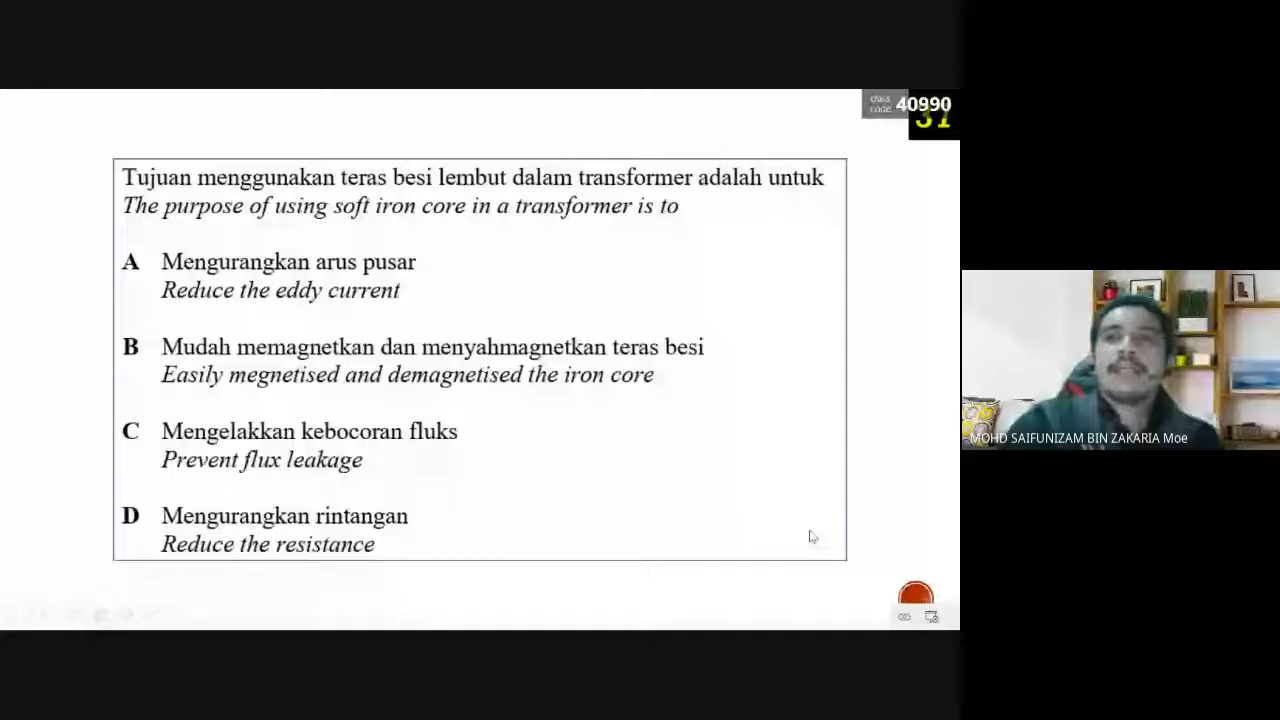 class
code 40990
31
Tujuan menggunakan teras besi lembut dalam transformer adalah untuk
The purpose of using soft iron core in a transformer is to
A Mengurangkan arus pusar
Reduce the eddy current
B Mudah memagnetkan dan menyahmagnetkan teras besi
Easily megnetised and demagnetised the iron core
C Mengelakkan kebocoran fluks
Prevent flux leakage
D Mengurangkan rintangan
Reduce the resistance
MOHD SAIFUNIZAM BIN ZAKARIA Moe